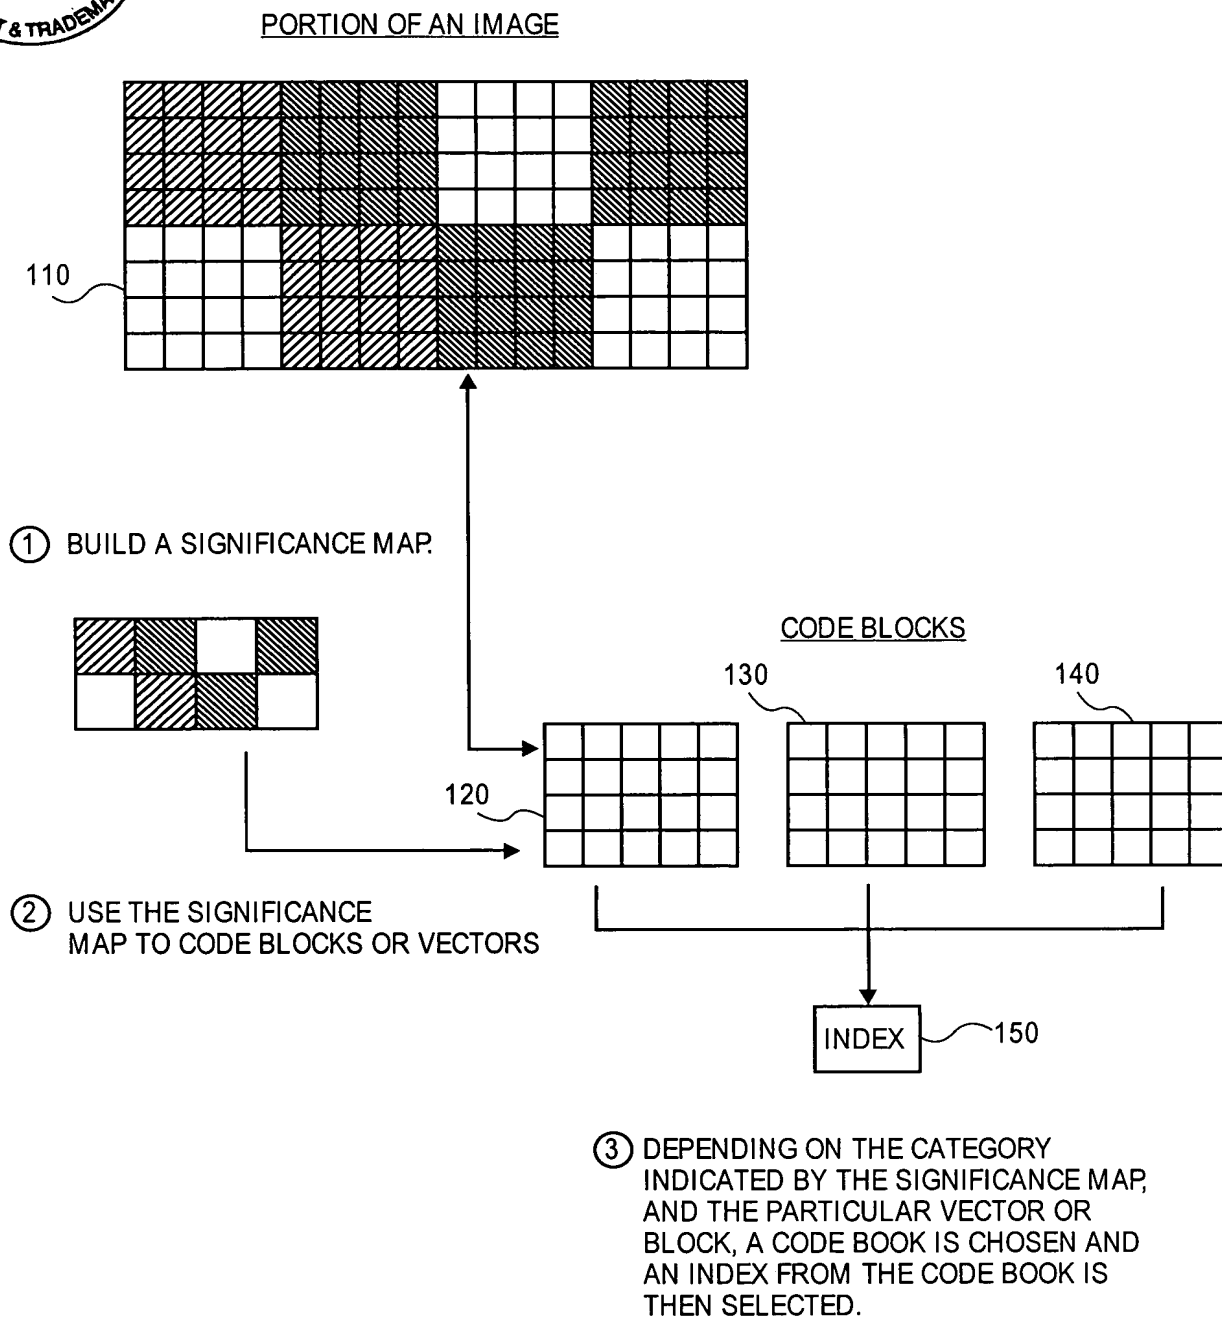 & TRADEMA
PORTION OF AN IMAGE
110
1 BUILD A SIGNIFICANCE MAP.
CODE BLOCKS
130
140
120
2 USE THE SIGNIFICANCE
MAP TO CODE BLOCKS OR VECTORS
INDEX
150
3 DEPENDING ON THE CATEGORY
INDICATED BY THE SIGNIFICANCE MAP,
AND THE PARTICULAR VECTOR OR
BLOCK, A CODE BOOK IS CHOSEN AND
AN INDEX FROM THE CODE BOOK IS
THEN SELECTED.